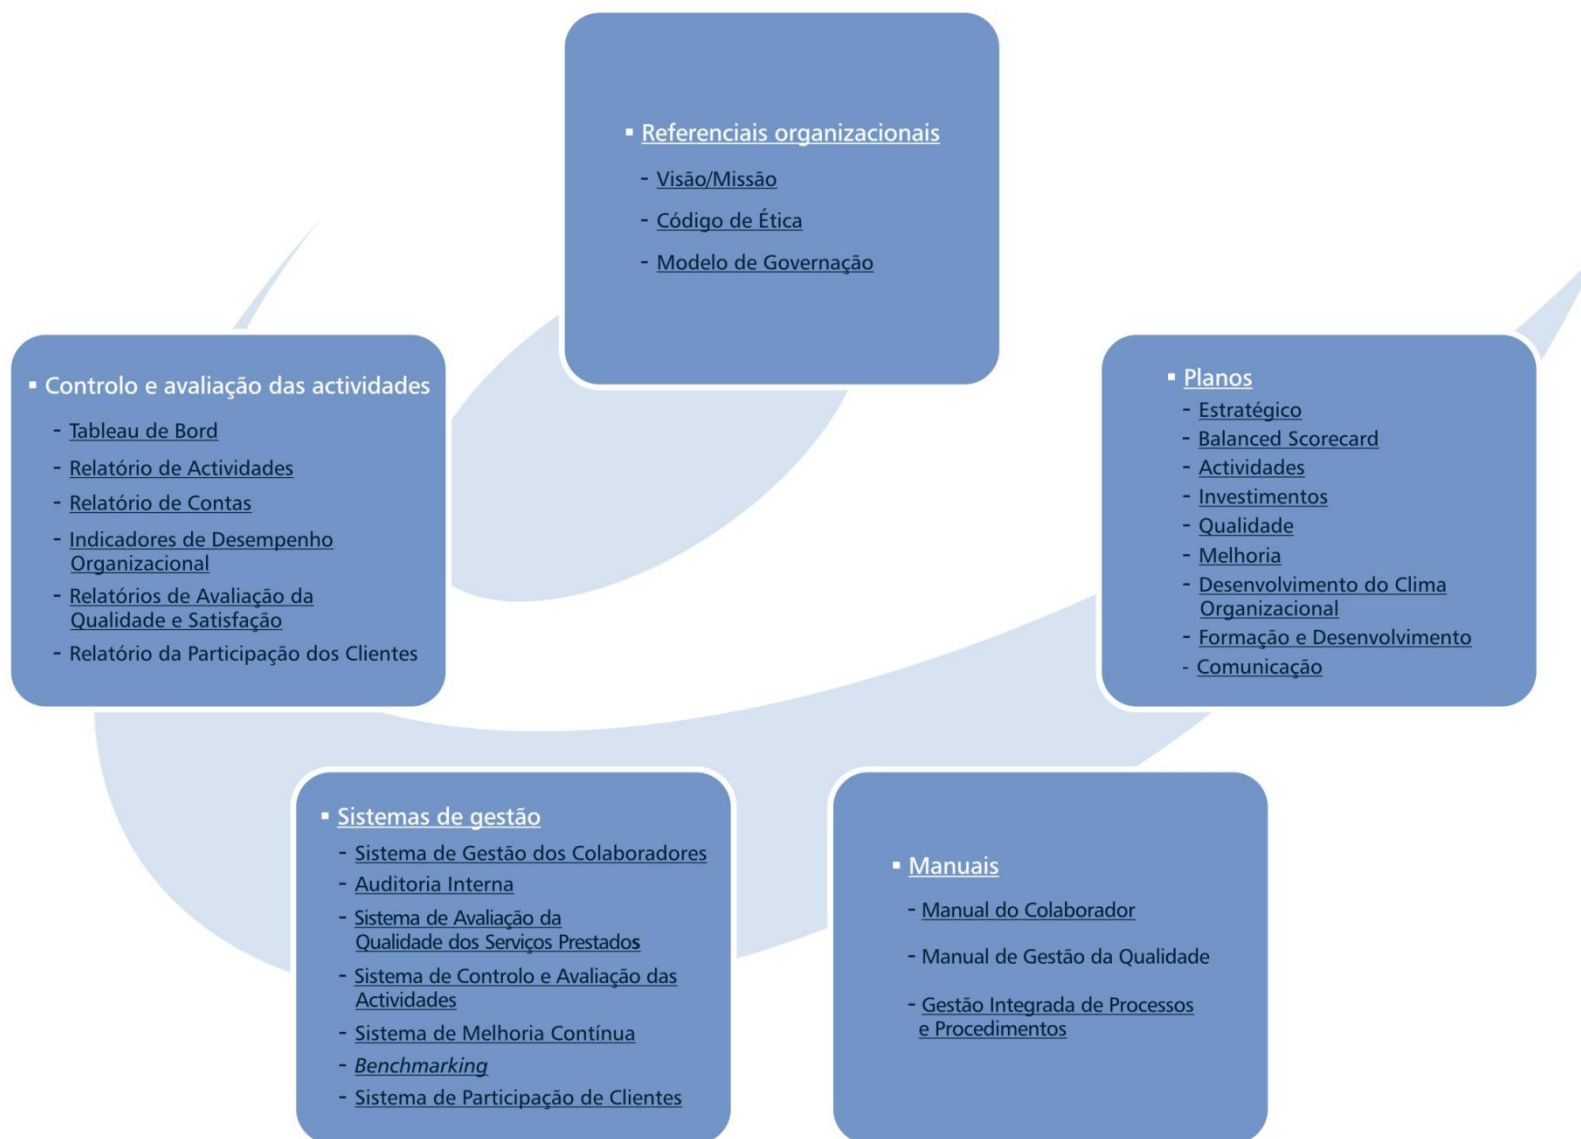 ▪ Referenciais organizacionais
- Visão/Missão
- Código de Ética
- Modelo de Governação
▪ Controlo e avaliação das actividades
- Tableau de Bord
- Relatório de Actividades
- Relatório de Contas
- Indicadores de Desempenho
Organizacional
- Relatórios de Avaliação da
Qualidade e Satisfação
- Relatório da Participação dos Clientes
▪ Planos
- Estratégico
- Balanced Scorecard
- Actividades
- Investimentos
- Qualidade
- Melhoria
- Desenvolvimento do Clima
Organizacional
- Formação e Desenvolvimento
- Comunicação
▪ Sistemas de gestão
- Sistema de Gestão dos Colaboradores
- Auditoria Interna
- Sistema de Avaliação da
Qualidade dos Serviços Prestados
- Sistema de Controlo e Avaliação das
Actividades
- Sistema de Melhoria Contínua
- Benchmarking
- Sistema de Participação de Clientes
▪ Manuais
- Manual do Colaborador
- Manual de Gestão da Qualidade
- Gestão Integrada de Processos
e Procedimentos